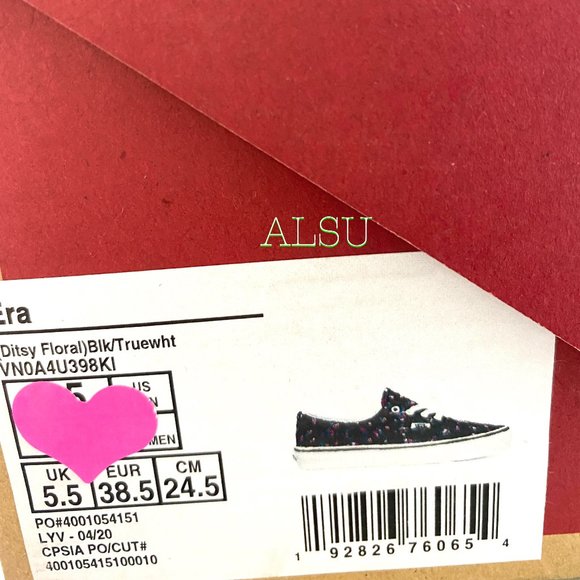 ALSU
Era
(Ditsy Floral)Blk/Truewht
VN0A4U398KI
US
UK EUR CM
5.5 38.5 24.5
PO#4001054151
LYV - 04/20
CPSIA PO/CUT#
400105415100010
1 92826 76065 4